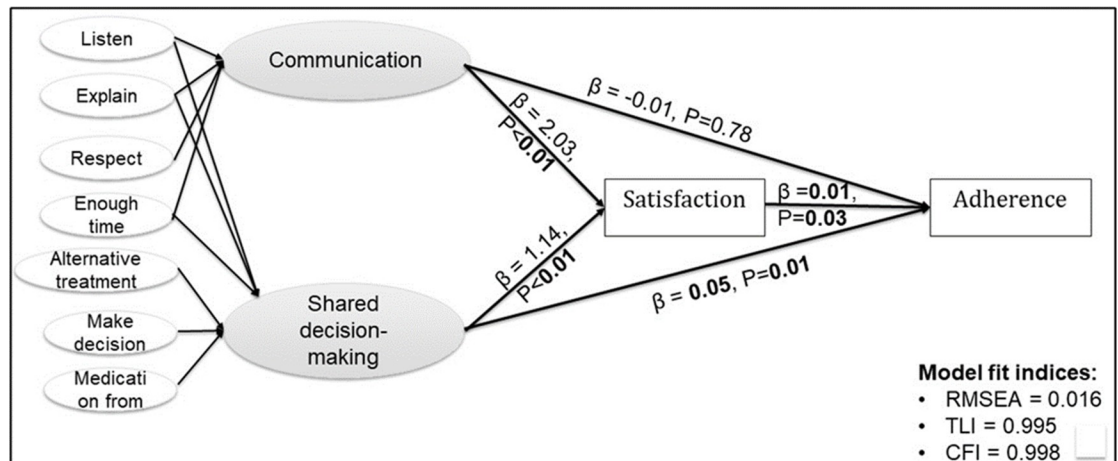 Listen
Explain
Respect
Enough
time
Alternative
treatment
Make
decision
Medicati
on from
Communication
Shared
decision-
making
β = 2.03,
P<0.01
β = 1.14,
P<0.01
β = -0.01, P=0.78
Satisfaction
β =0.01,
P=0.03
β = 0.05, P=0.01
Adherence
Model fit indices:
• RMSEA = 0.016
• TLI = 0.995
• CFI = 0.998